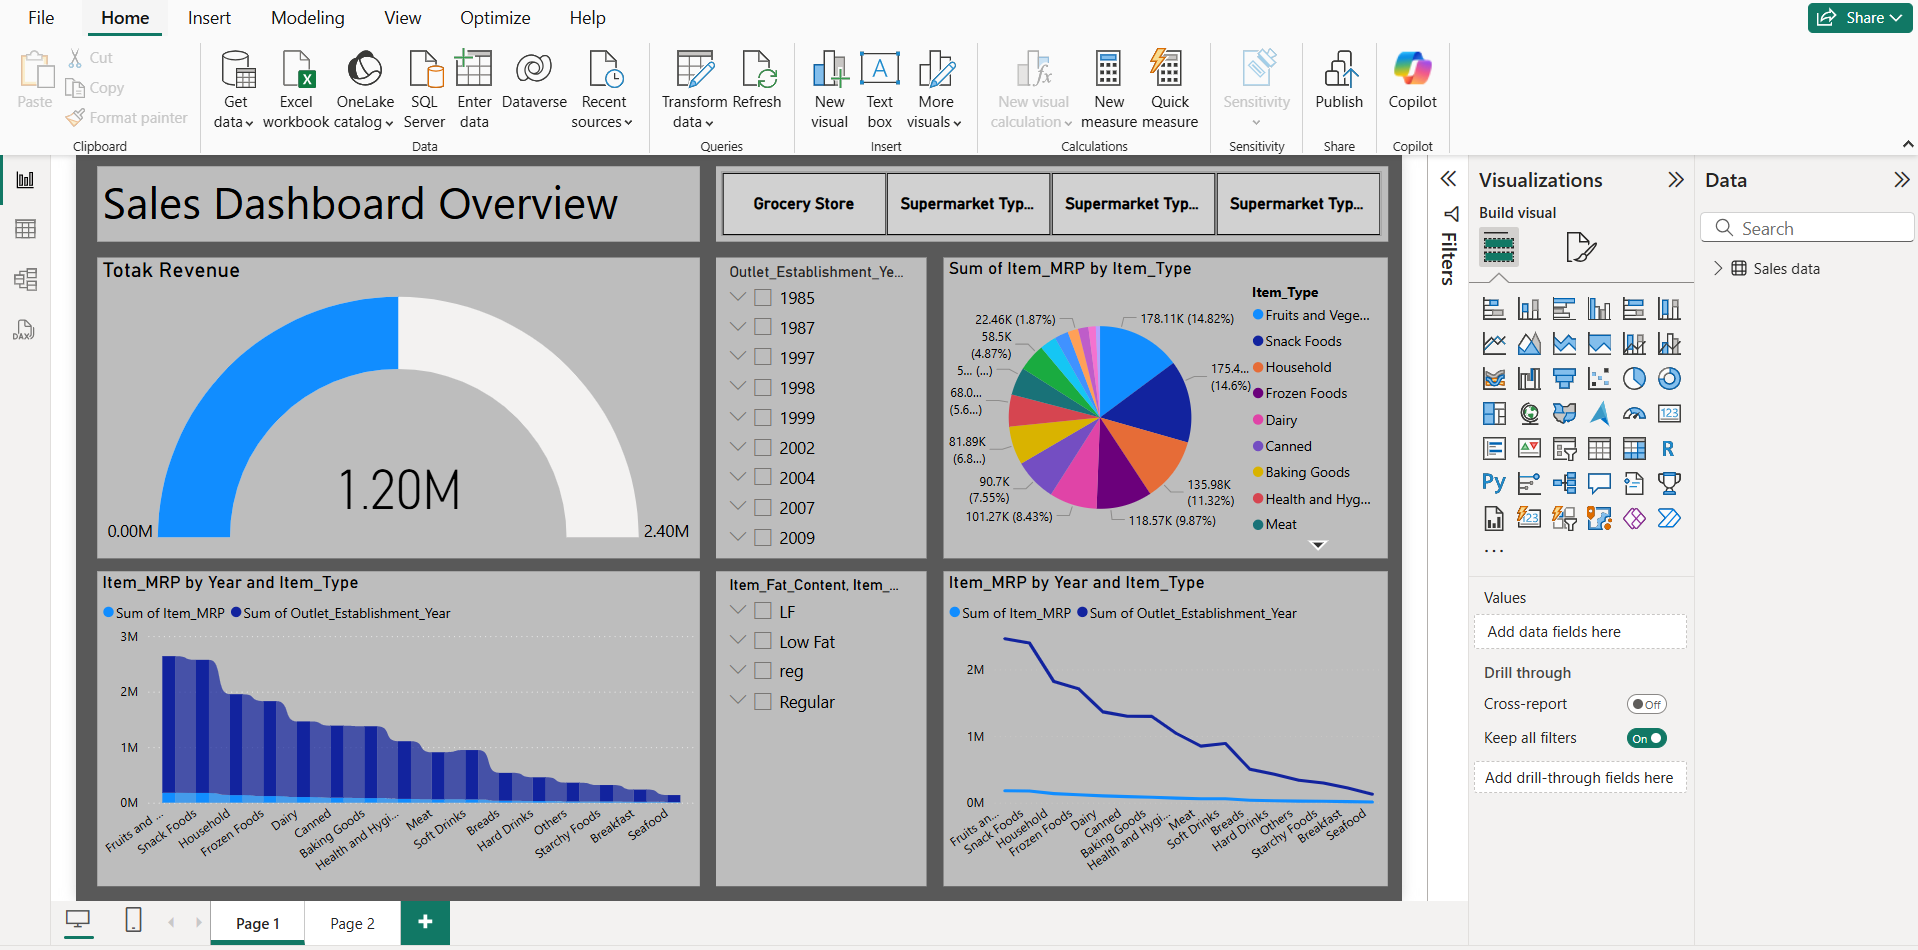 File Home Insert Modeling View Optimize Help Share
Paste
Cut
Copy
Format painter
Clipboard
Get data
Excel workbook
OneLake catalog
SQL Server
Enter data
Dataverse
Recent sources
Data
Transform data
Refresh
Queries
New visual
Text box
More visuals
Insert
New visual calculation
New measure
Quick measure
Calculations
Sensitivity
Sensitivity
Publish
Share
Copilot
Copilot
Sales Dashboard Overview
Grocery Store
Supermarket Typ...
Supermarket Typ...
Supermarket Typ...
Totak Revenue
1.20M
0.00M
2.40M
Outlet_Establishment_Ye...
1985
1987
1997
1998
1999
2002
2004
2007
2009
Sum of Item_MRP by Item_Type
22.46K (1.87%)
58.5K
(4.87%)
5... (...)
68.0...
(5.6...)
81.89K
(6.8...)
90.7K
(7.55%)
101.27K (8.43%)
118.57K (9.87%)
135.98K
(11.32%)
175.4...
(14.6%)
178.11K (14.82%)
Item_Type
Fruits and Vege...
Snack Foods
Household
Frozen Foods
Dairy
Canned
Baking Goods
Health and Hyg...
Meat
Item_MRP by Year and Item_Type
Sum of Item_MRP Sum of Outlet_Establishment_Year
3M
2M
1M
0M
Fruits and ...
Snack Foods
Household
Frozen Foods
Dairy
Canned
Baking Goods
Health and Hygi...
Meat
Soft Drinks
Breads
Hard Drinks
Others
Starchy Foods
Breakfast
Seafood
Item_Fat_Content, Item_...
LF
Low Fat
reg
Regular
Item_MRP by Year and Item_Type
Sum of Item_MRP Sum of Outlet_Establishment_Year
2M
1M
0M
Fruits an...
Snack Foods
Household
Frozen Foods
Dairy
Canned
Baking Goods
Health and Hygi...
Meat
Soft Drinks
Breads
Hard Drinks
Others
Starchy Foods
Breakfast
Seafood
Filters
Visualizations
Build visual
123
R
Py
123
...
Values
Add data fields here
Drill through
Cross-report Off
Keep all filters On
Add drill-through fields here
Data
Search
Sales data
DAX
Page 1 Page 2 +